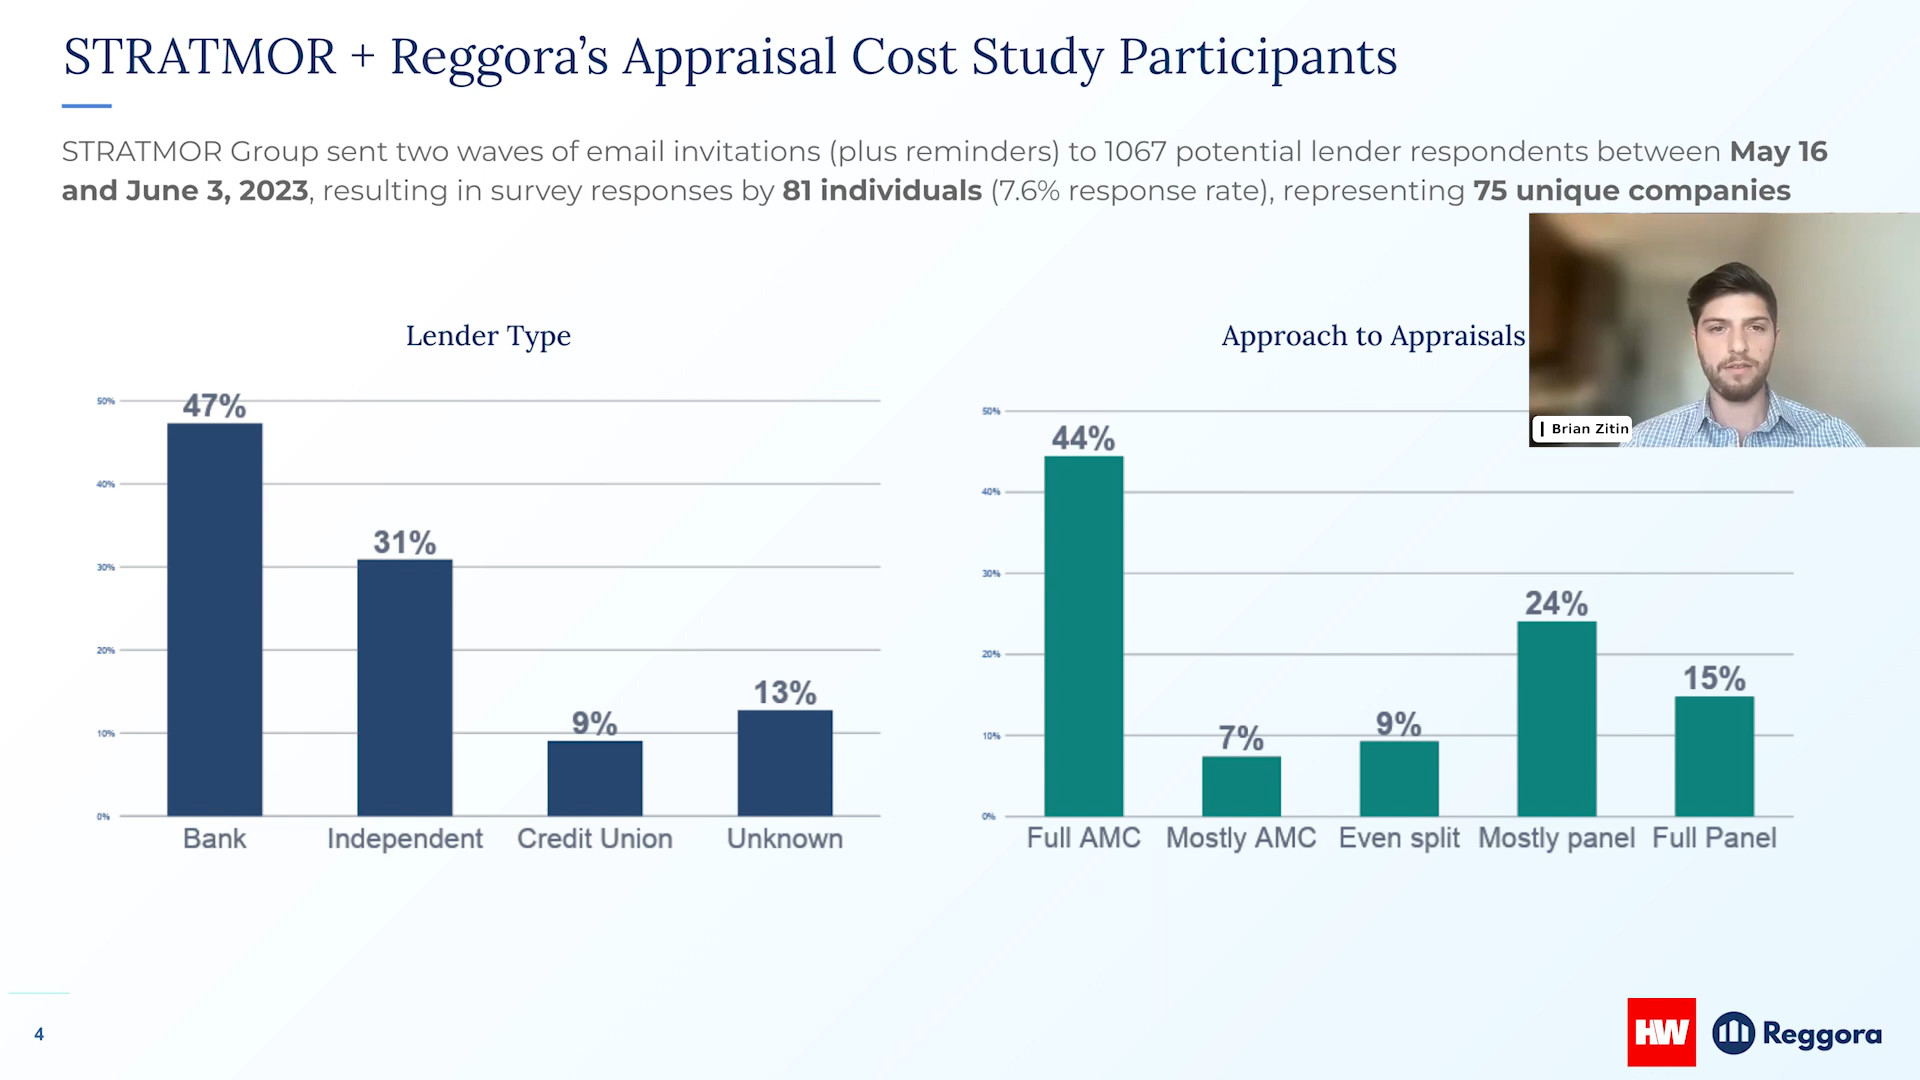 STRATMOR + Reggora’s Appraisal Cost Study Participants
STRATMOR Group sent two waves of email invitations (plus reminders) to 1067 potential lender respondents between May 16
and June 3, 2023, resulting in survey responses by 81 individuals (7.6% response rate), representing 75 unique companies
Lender Type
50%
40%
30%
20%
10%
0%
47%
31%
9%
13%
Bank
Independent
Credit Union
Unknown
Approach to Appraisals
50%
40%
30%
20%
10%
0%
44%
7%
9%
24%
15%
Full AMC
Mostly AMC
Even split
Mostly panel
Full Panel
Brian Zitin
4
HW
Reggora